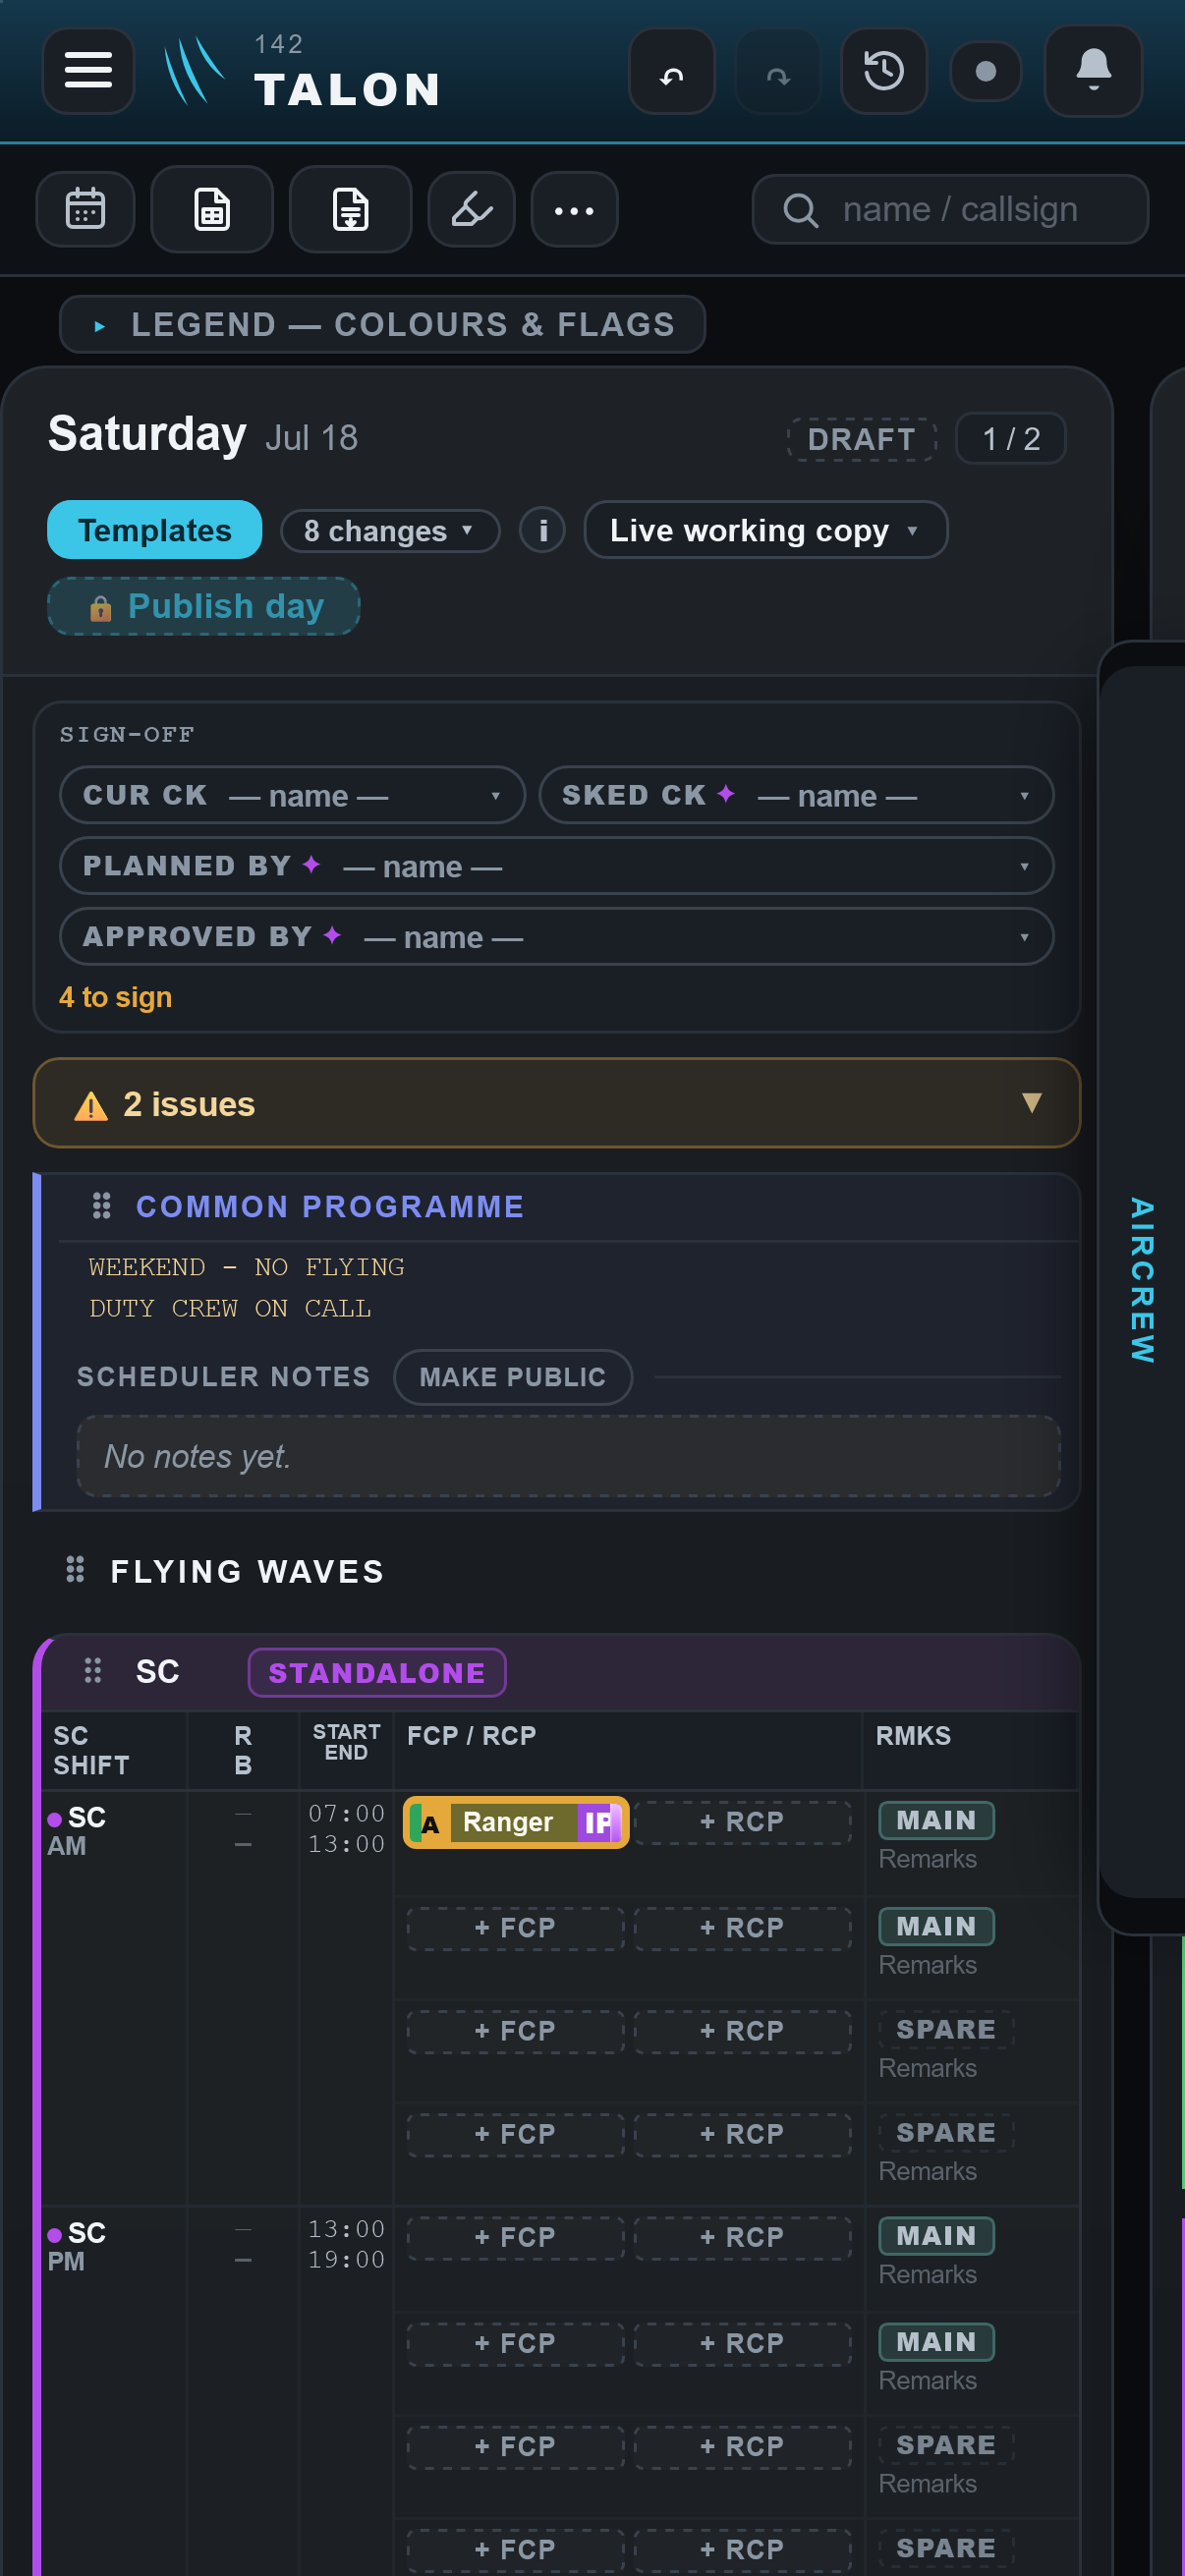 142
TALON
name / callsign
LEGEND — COLOURS & FLAGS
Saturday Jul 18 DRAFT 1 / 2
Templates 8 changes i Live working copy
Publish day
SIGN-OFF
CUR CK — name — SKED CK — name —
PLANNED BY — name —
APPROVED BY — name —
4 to sign
2 issues
COMMON PROGRAMME
WEEKEND - NO FLYING
DUTY CREW ON CALL
SCHEDULER NOTES MAKE PUBLIC
No notes yet.
AIRCREW
FLYING WAVES
SC STANDALONE
SC SHIFT R B START END FCP / RCP RMKS
SC AM — — 07:00 13:00 A Ranger IP + RCP MAIN
Remarks
+ FCP + RCP MAIN
Remarks
+ FCP + RCP SPARE
Remarks
+ FCP + RCP SPARE
Remarks
SC PM — — 13:00 19:00 + FCP + RCP MAIN
Remarks
+ FCP + RCP MAIN
Remarks
+ FCP + RCP SPARE
Remarks
+ FCP + RCP SPARE